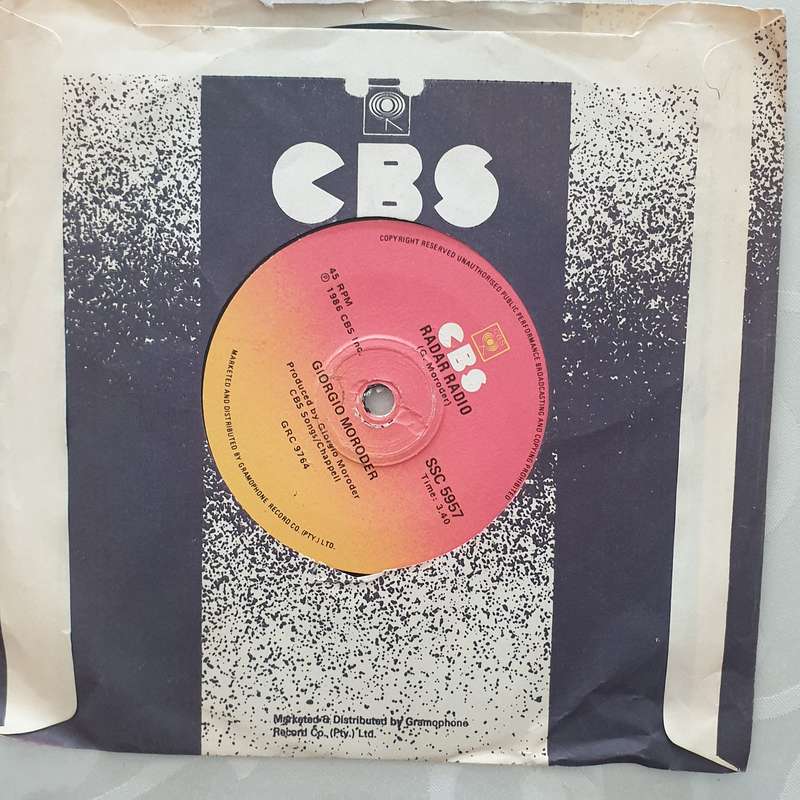 CBS
COPYRIGHT RESERVED UNAUTHORISED PUBLIC PERFORMANCE BROADCASTING AND COPYING PROHIBITED
CBS
RADAR RADIO
(G. Moroder)
45 RPM
℗ 1986 CBS Inc.
SSC 5957
Time: 3.40
GIORGIO MORODER
Produced by Giorgio Moroder
CBS Songs/Chappell
GRC 9764
MARKETED AND DISTRIBUTED BY GRAMOPHONE RECORD CO. (PTY.) LTD.
Marketed & Distributed by Gramophone
Record Co. (Pty.) Ltd.